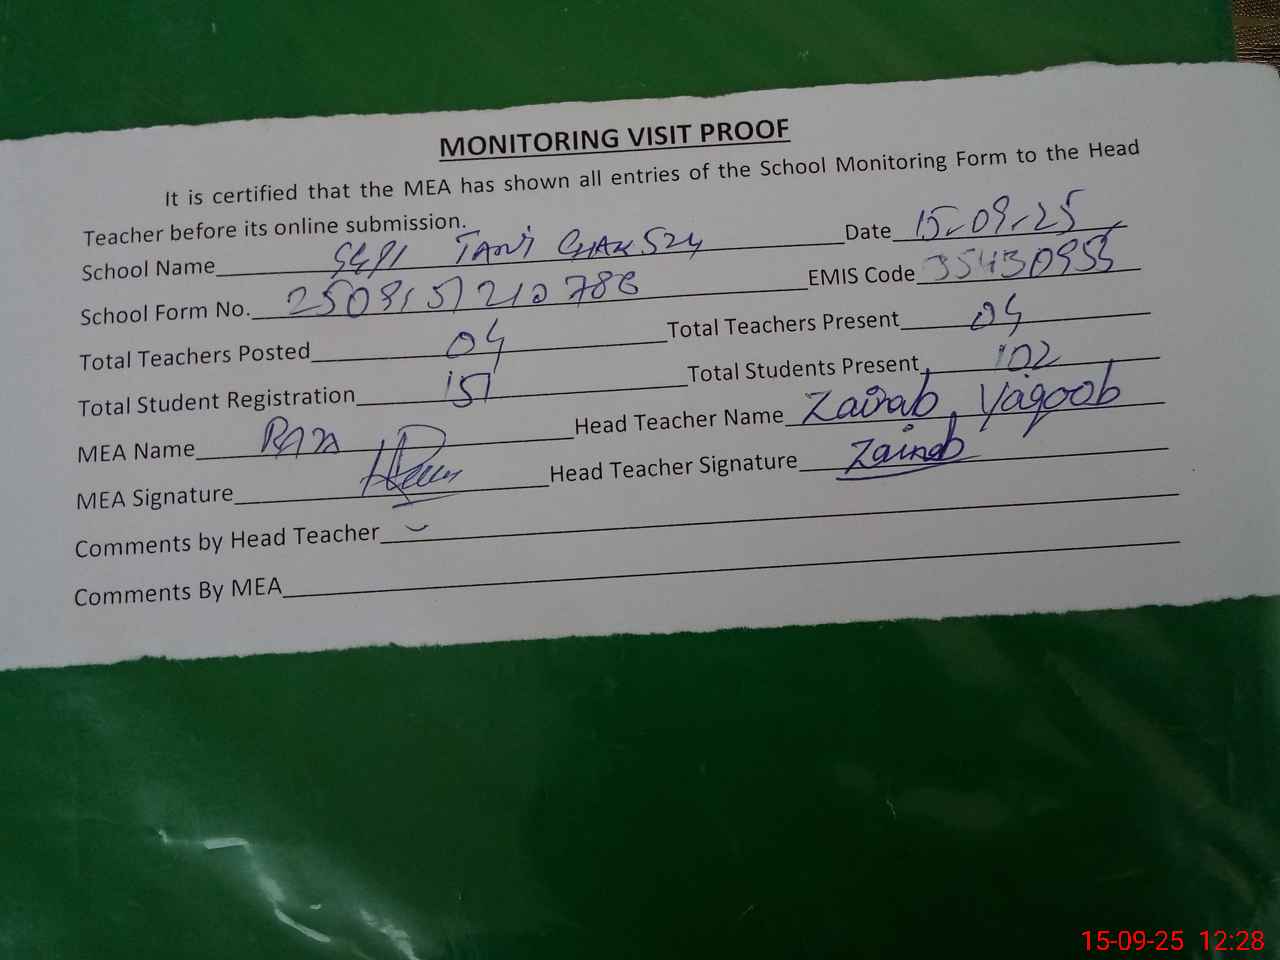 MONITORING VISIT PROOF
It is certified that the MEA has shown all entries of the School Monitoring Form to the Head
Teacher before its online submission.
School Name CHAK 524 Date 15-09-25
School Form No. EMIS Code 35430955
Total Teachers Posted 04 Total Teachers Present 04
Total Student Registration 151 Total Students Present 102
MEA Name RAZA Head Teacher Name Zainab Yaqoob
MEA Signature Head Teacher Signature Zainab
Comments by Head Teacher
Comments By MEA
15-09-25 12:28